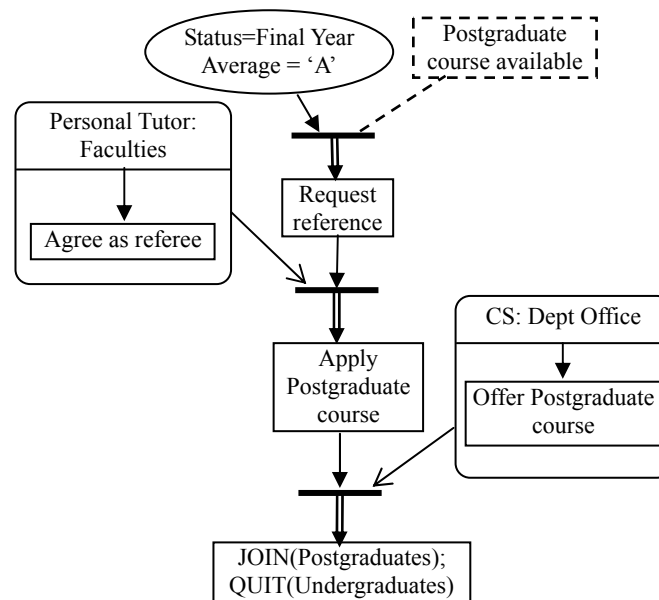 Status=Final Year
Average = ‘A’
Postgraduate
course available
Personal Tutor:
Faculties
Agree as referee
Request
reference
CS: Dept Office
Offer Postgraduate
course
Apply
Postgraduate
course
JOIN(Postgraduates);
QUIT(Undergraduates)